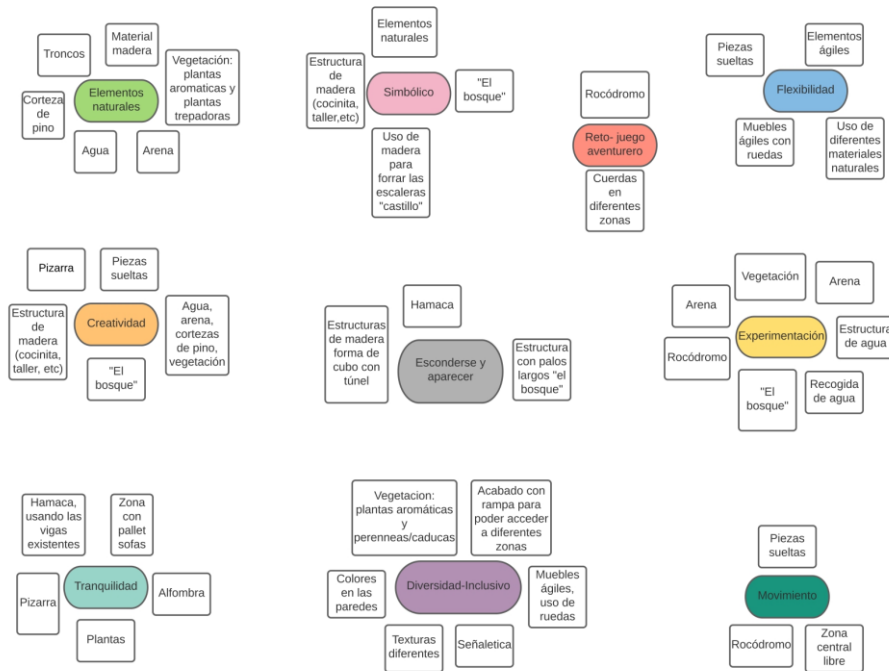 Troncos
Material
madera
Vegetación:
plantas
aromaticas y
plantas
trepadoras
Elementos
naturales
Corteza
de
pino
Agua
Arena
Elementos
naturales
Estructura
de
madera
(cocinita,
taller,etc)
Simbólico
"El
bosque"
Uso de
madera
para
forrar las
escaleras
"castillo"
Rocódromo
Reto- juego
aventurero
Cuerdas
en
diferentes
zonas
Piezas
sueltas
Elementos
ágiles
Flexibilidad
Muebles
ágiles con
ruedas
Uso de
diferentes
materiales
naturales
Pizarra
Piezas
sueltas
Estructura
de
madera
(cocinita,
taller, etc)
Creatividad
Agua,
arena,
cortezas
de pino,
vegetación
"El
bosque"
Hamaca
Estructuras
de madera
forma de
cubo con
túnel
Esconderse y
aparecer
Estructura
con palos
largos "el
bosque"
Vegetación
Arena
Arena
Experimentación
Estructura
de agua
Rocódromo
"El
bosque"
Recogida
de agua
Hamaca,
usando las
vigas
existentes
Zona
con
pallet
sofas
Pizarra
Tranquilidad
Alfombra
Plantas
Vegetacion:
plantas aromáticas
y
perenneas/caducas
Acabado con
rampa para
poder acceder
a diferentes
zonas
Colores
en las
paredes
Diversidad-Inclusivo
Muebles
ágiles,
uso de
ruedas
Texturas
diferentes
Señaletica
Piezas
sueltas
Movimiento
Rocódromo
Zona
central
libre